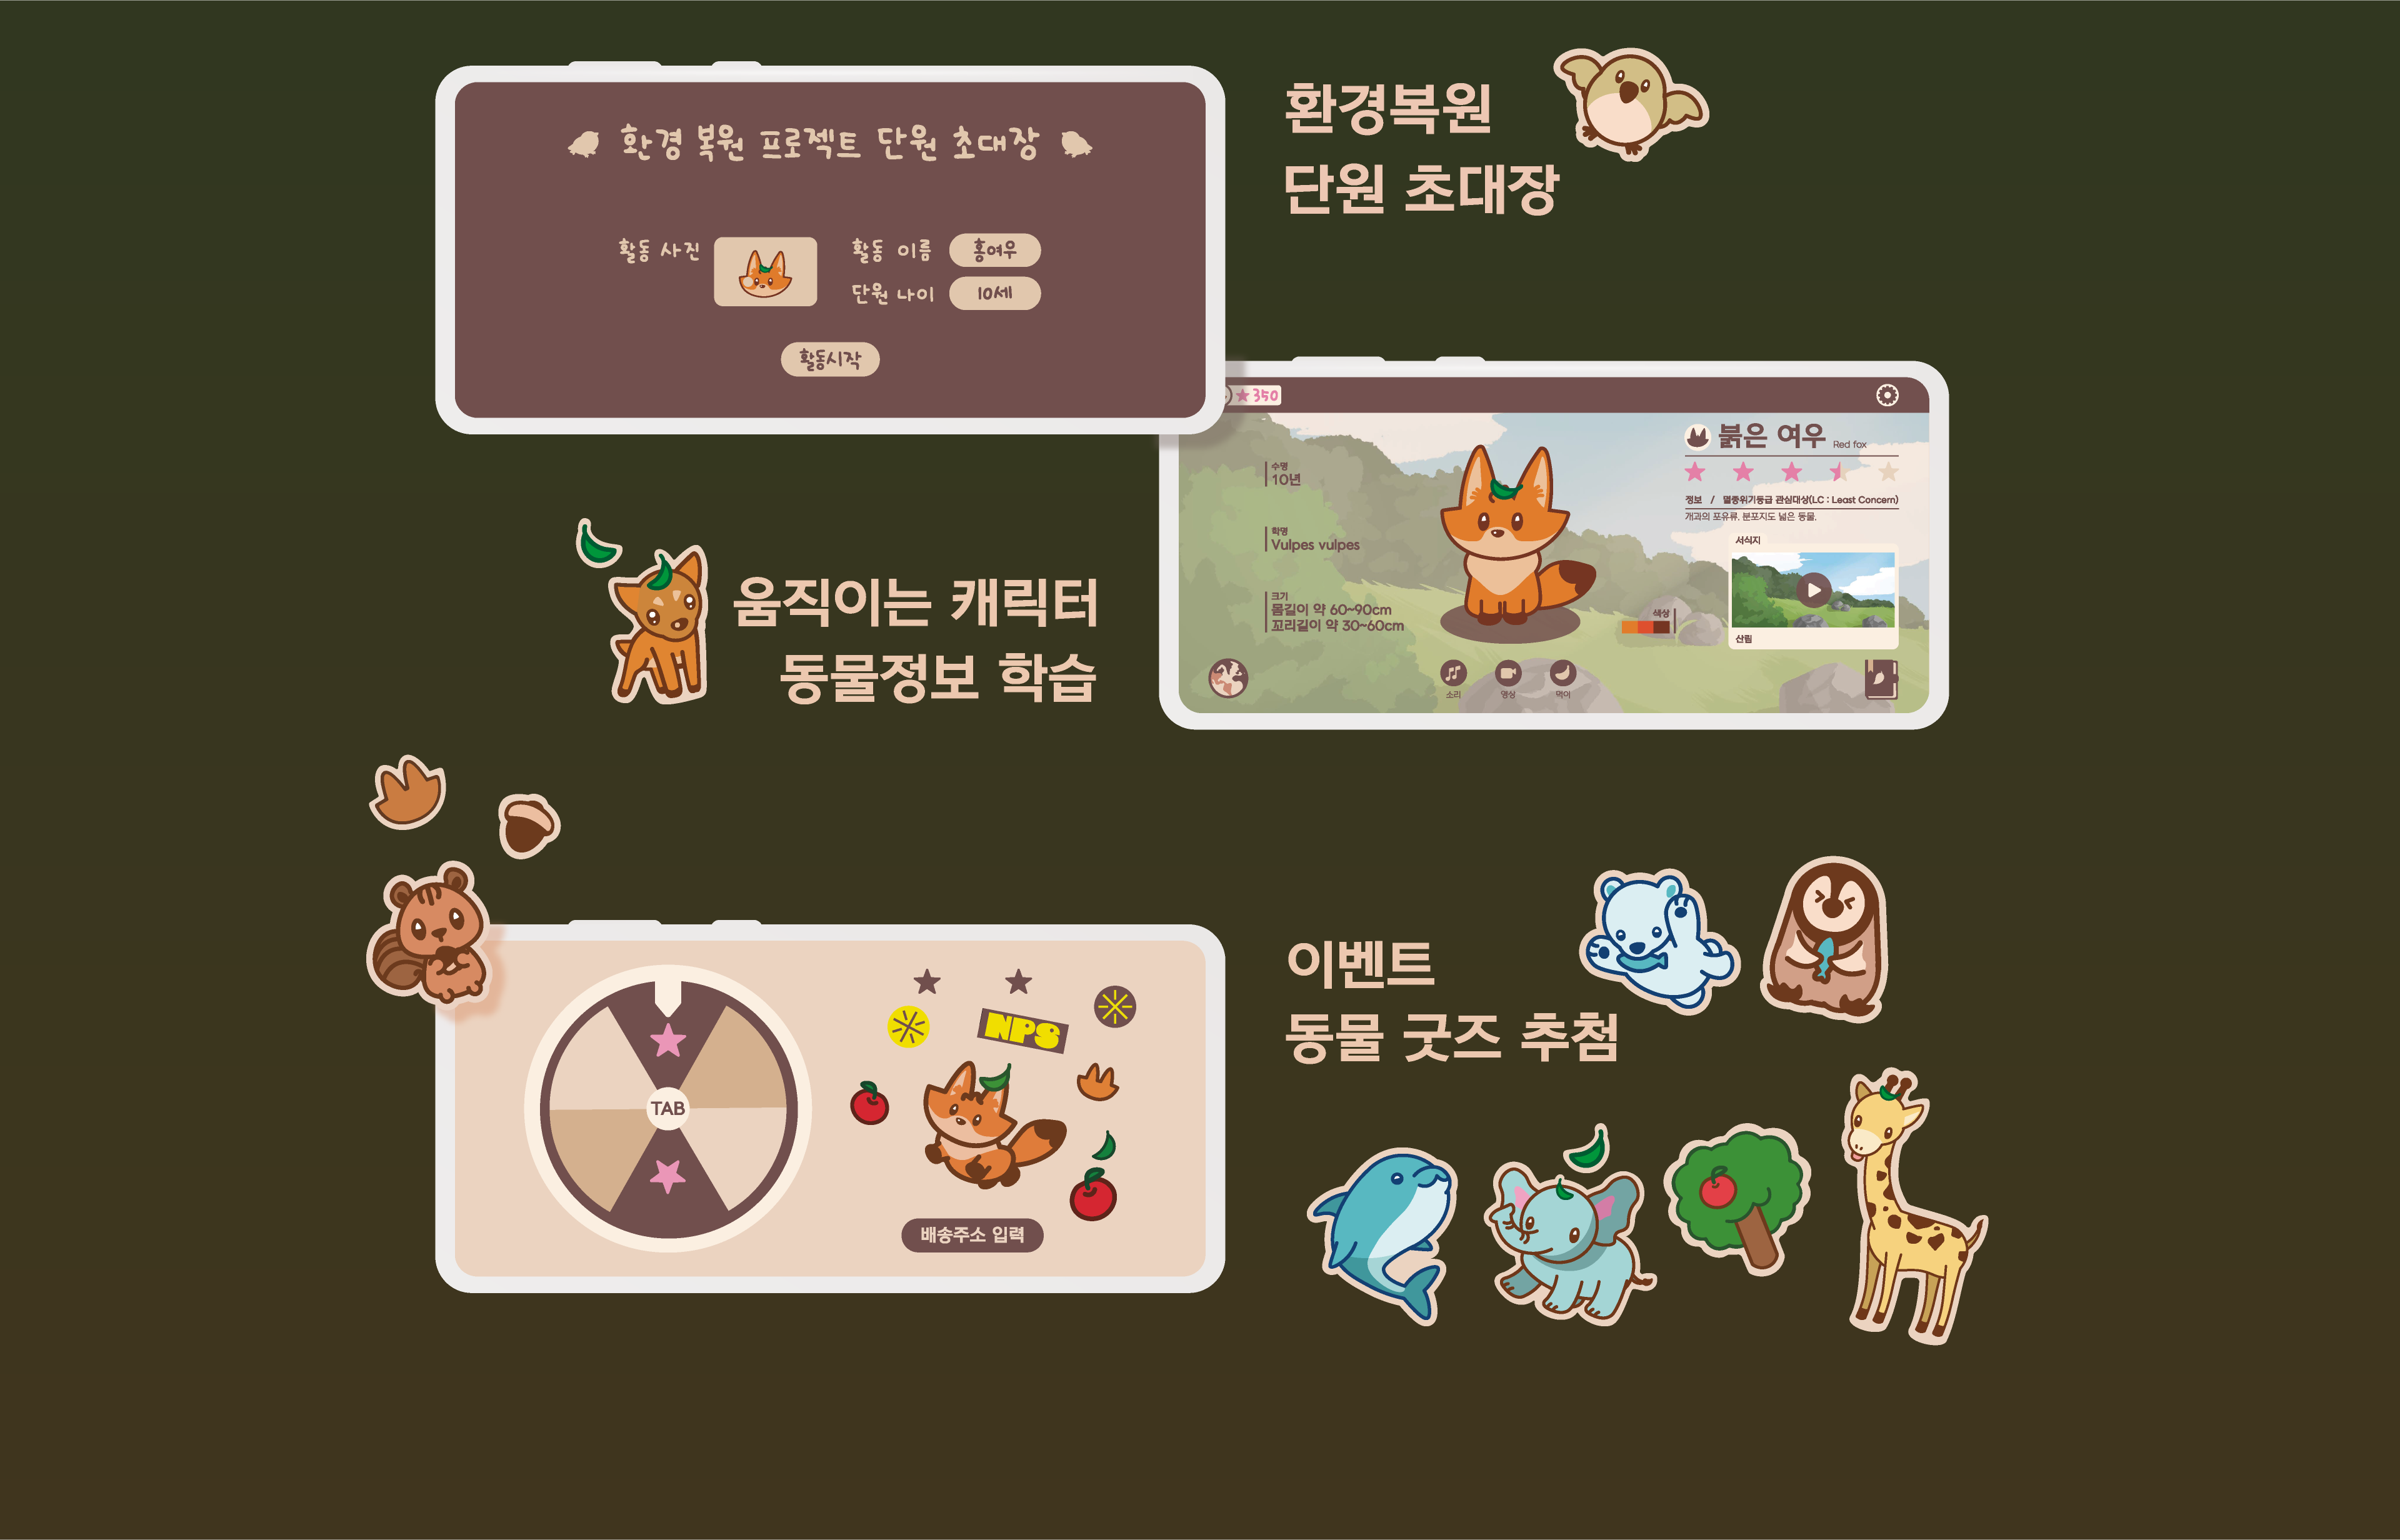 환경 복원 프로젝트 단원 초대장
활동 사진
활동 이름
홍여우
단원 나이
10세
활동시작
환경복원
단원 초대장
350
붉은 여우 Red fox
정보 / 멸종위기등급 관심대상(LC : Least Concern)
개과의 포유류. 분포지도 넓은 동물.
수명
10년
학명
Vulpes vulpes
크기
몸길이 약 60~90cm
꼬리길이 약 30~60cm
색상
서식지
산림
소리
영상
먹이
움직이는 캐릭터
동물정보 학습
TAB
NPS
배송주소 입력
이벤트
동물 굿즈 추첨